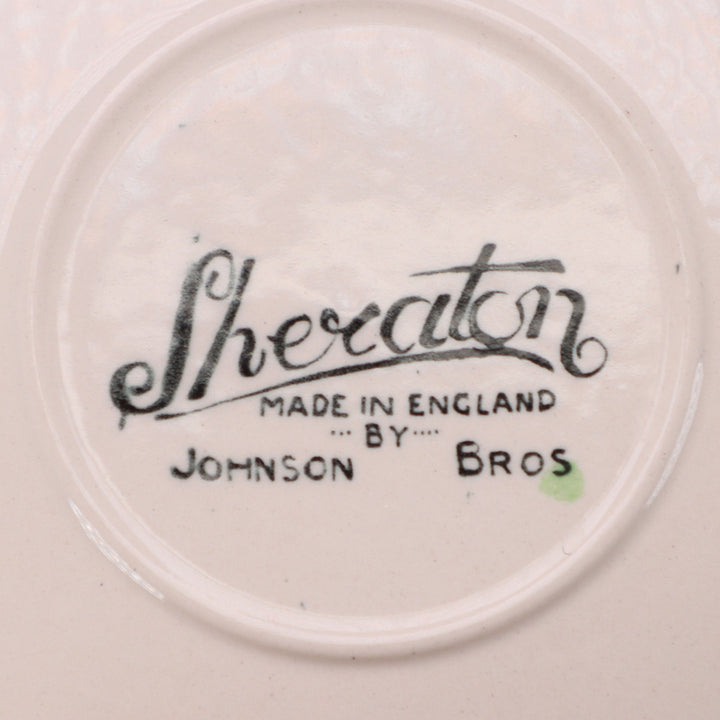 Sheraton
MADE IN ENGLAND
··· BY ····
JOHNSON BROS